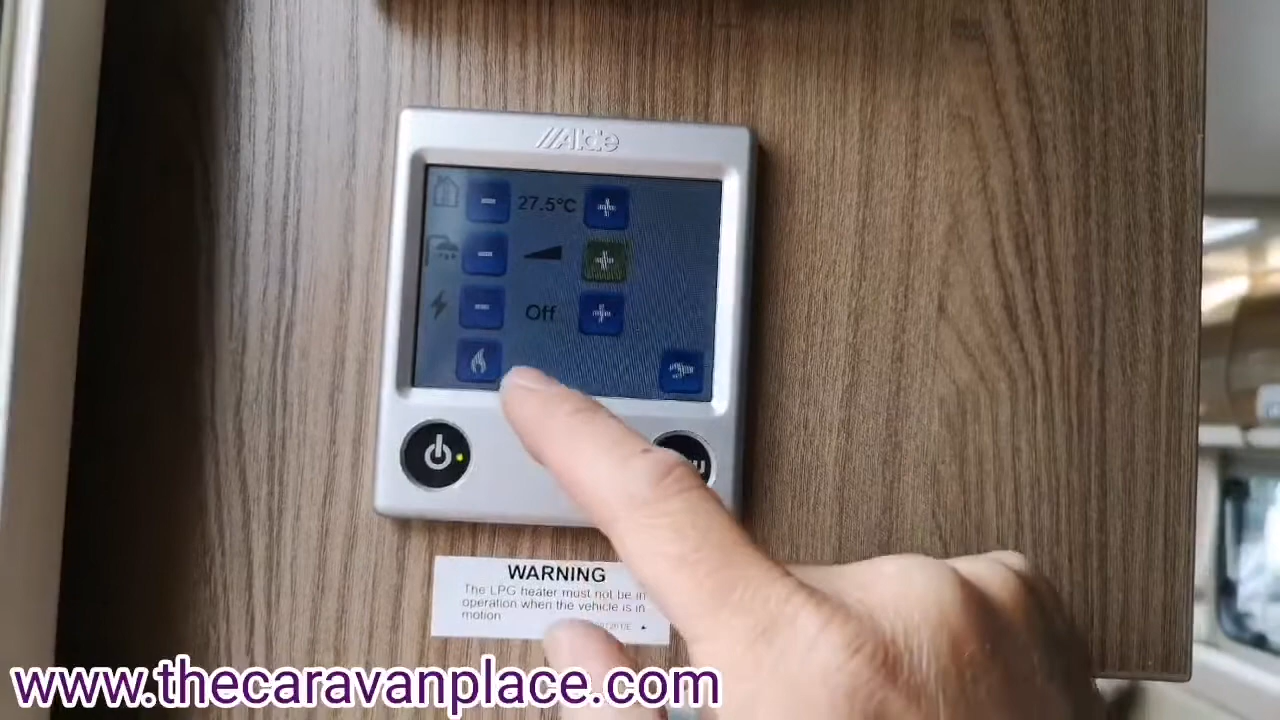 Alde
27.5°C
Off
WARNING
The LPG heater must not be in
operation when the vehicle is in
motion
www.thecaravanplace.com